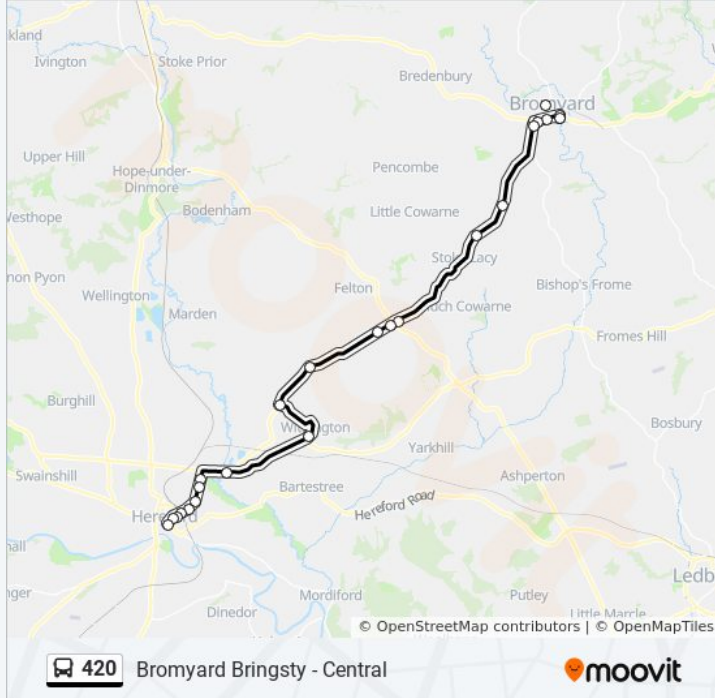 kland
Ivington
Stoke Prior
Bredenbury
Bromyard
Upper Hill
Hope-under-
Dinmore
Pencombe
Bodenham
Little Cowarne
Westhope
Stoke Lacy
non Pyon
Wellington
Felton
Bishop's Frome
Marden
och Cowarne
Fromes Hill
Burghill
Withington
Bosbury
Yarkhill
Swainshill
Bartestree
Ashperton
Hereford
Hereford Road
hall
Ledb
nger
Mordiford
Putley
Dinedor
Little Marcle
© OpenStreetMap contributors | © OpenMapTiles
420 Bromyard Bringsty - Central
moovit